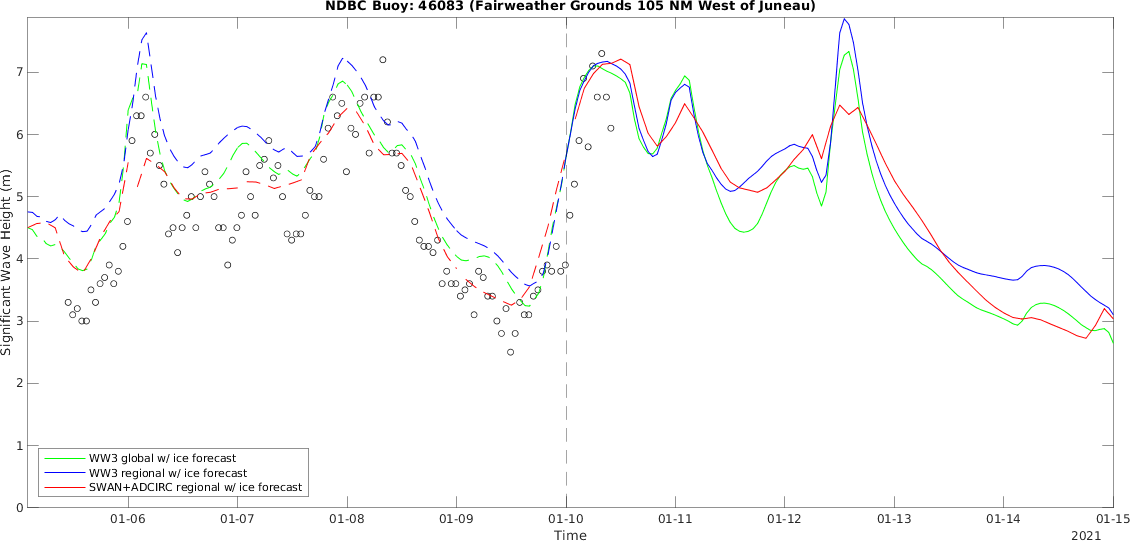 NDBC Buoy: 46083 (Fairweather Grounds 105 NM West of Juneau)
Significant Wave Height (m)
7
6
5
4
3
2
1
0
WW3 global w/ ice forecast
WW3 regional w/ ice forecast
SWAN+ADCIRC regional w/ ice forecast
01-06 01-07 01-08 01-09 01-10 01-11 01-12 01-13 01-14 01-15
Time
2021